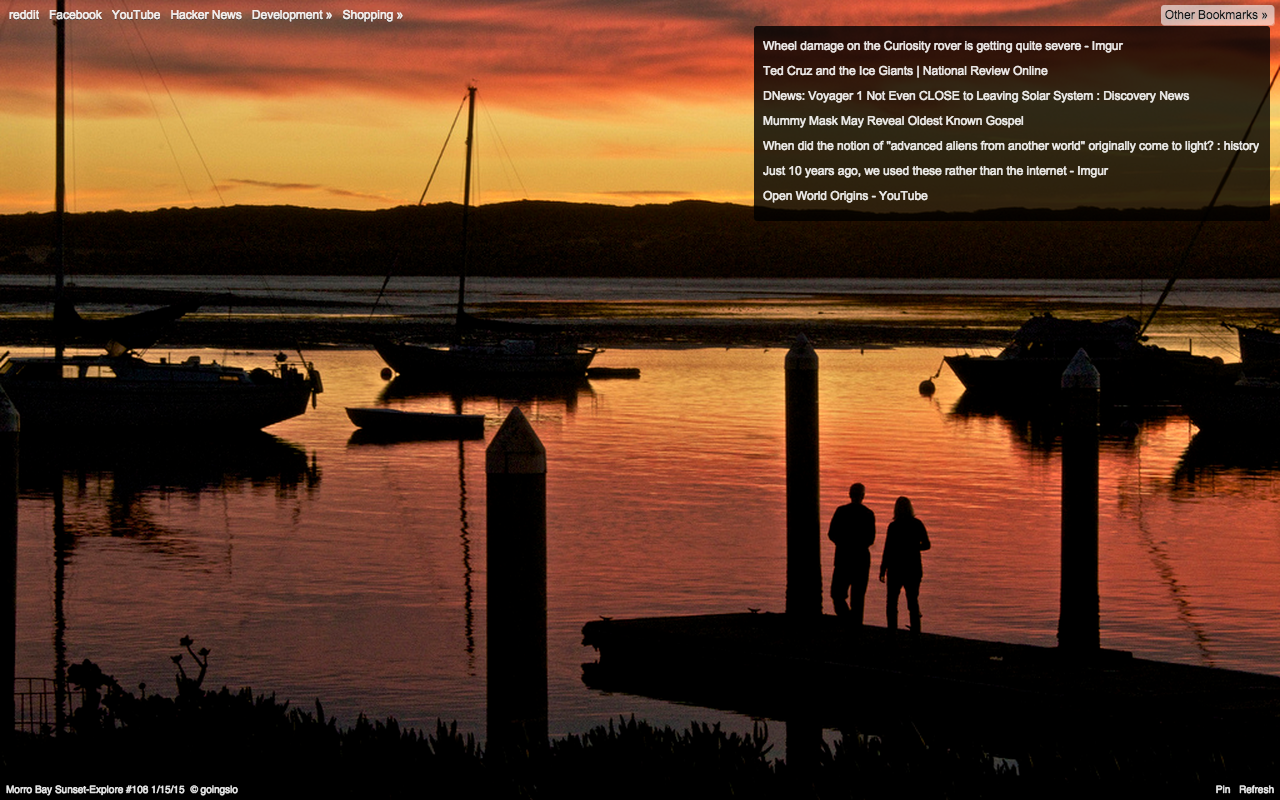 reddit Facebook YouTube Hacker News Development » Shopping » Other Bookmarks »
Wheel damage on the Curiosity rover is getting quite severe - Imgur
Ted Cruz and the Ice Giants | National Review Online
DNews: Voyager 1 Not Even CLOSE to Leaving Solar System : Discovery News
Mummy Mask May Reveal Oldest Known Gospel
When did the notion of "advanced aliens from another world" originally come to light? : history
Just 10 years ago, we used these rather than the internet - Imgur
Open World Origins - YouTube
Morro Bay Sunset-Explore #108 1/15/15 © goingslo Pin Refresh